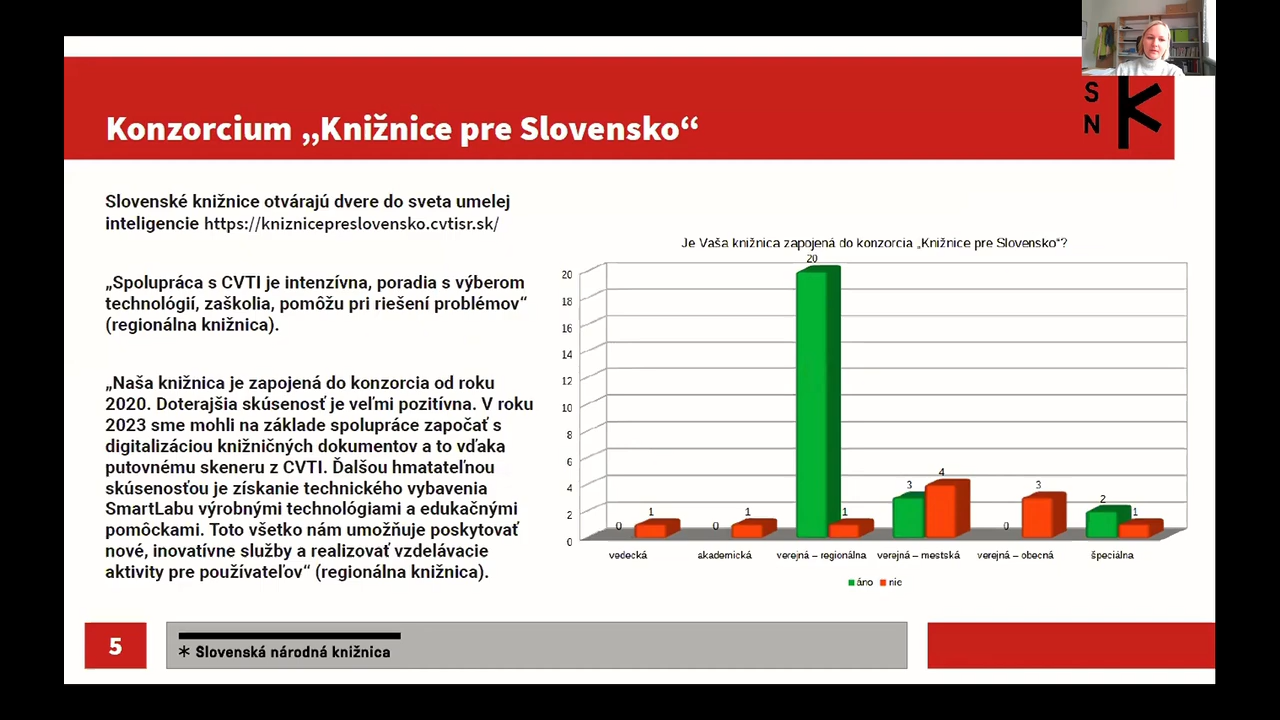 S
N
Konzorcium „Knižnice pre Slovensko“
Slovenské knižnice otvárajú dvere do sveta umelej
inteligencie https://kniznicepreslovensko.cvtisr.sk/
„Spolupráca s CVTI je intenzívna, poradia s výberom
technológií, zaškolia, pomôžu pri riešení problémov“
(regionálna knižnica).
„Naša knižnica je zapojená do konzorcia od roku
2020. Doterajšia skúsenosť je veľmi pozitívna. V roku
2023 sme mohli na základe spolupráce započať s
digitalizáciou knižničných dokumentov a to vďaka
putovnému skeneru z CVTI. Ďalšou hmatateľnou
skúsenosťou je získanie technického vybavenia
SmartLabu výrobnými technológiami a edukačnými
pomôckami. Toto všetko nám umožňuje poskytovať
nové, inovatívne služby a realizovať vzdelávacie
aktivity pre používateľov“ (regionálna knižnica).
Je Vaša knižnica zapojená do konzorcia „Knižnice pre Slovensko“?
20
18
16
14
12
10
8
6
4
2
0
0 1 0 1 20 1 3 4 0 3 2 1
vedecká akademická verejná – regionálna verejná – mestská verejná – obecná špeciálna
áno nie
5
Slovenská národná knižnica